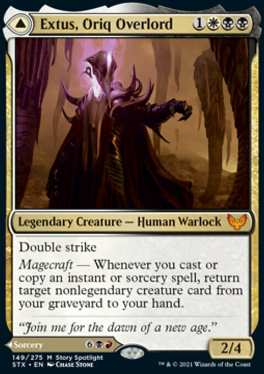 Extus, Oriq Overlord 1
Legendary Creature — Human Warlock
Double strike
Magecraft — Whenever you cast or
copy an instant or sorcery spell, return
target nonlegendary creature card from
your graveyard to your hand.
“Join me for the dawn of a new age.”
Sorcery 6
2/4
149/275 M Story Spotlight
STX • EN CHASE STONE
™ & © 2021 Wizards of the Coast